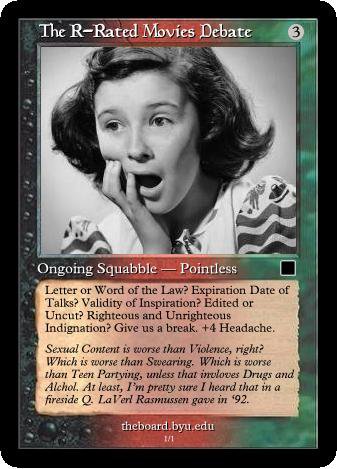 The R-Rated Movies Debate 3
Ongoing Squabble — Pointless
Letter or Word of the Law? Expiration Date of
Talks? Validity of Inspiration? Edited or
Uncut? Righteous and Unrighteous
Indignation? Give us a break. +4 Headache.
Sexual Content is worse than Violence, right?
Which is worse than Swearing. Which is worse
than Teen Partying, unless that invloves Drugs and
Alchol. At least, I'm pretty sure I heard that in a
fireside Q. LaVerl Rasmussen gave in '92.
theboard.byu.edu
1/1